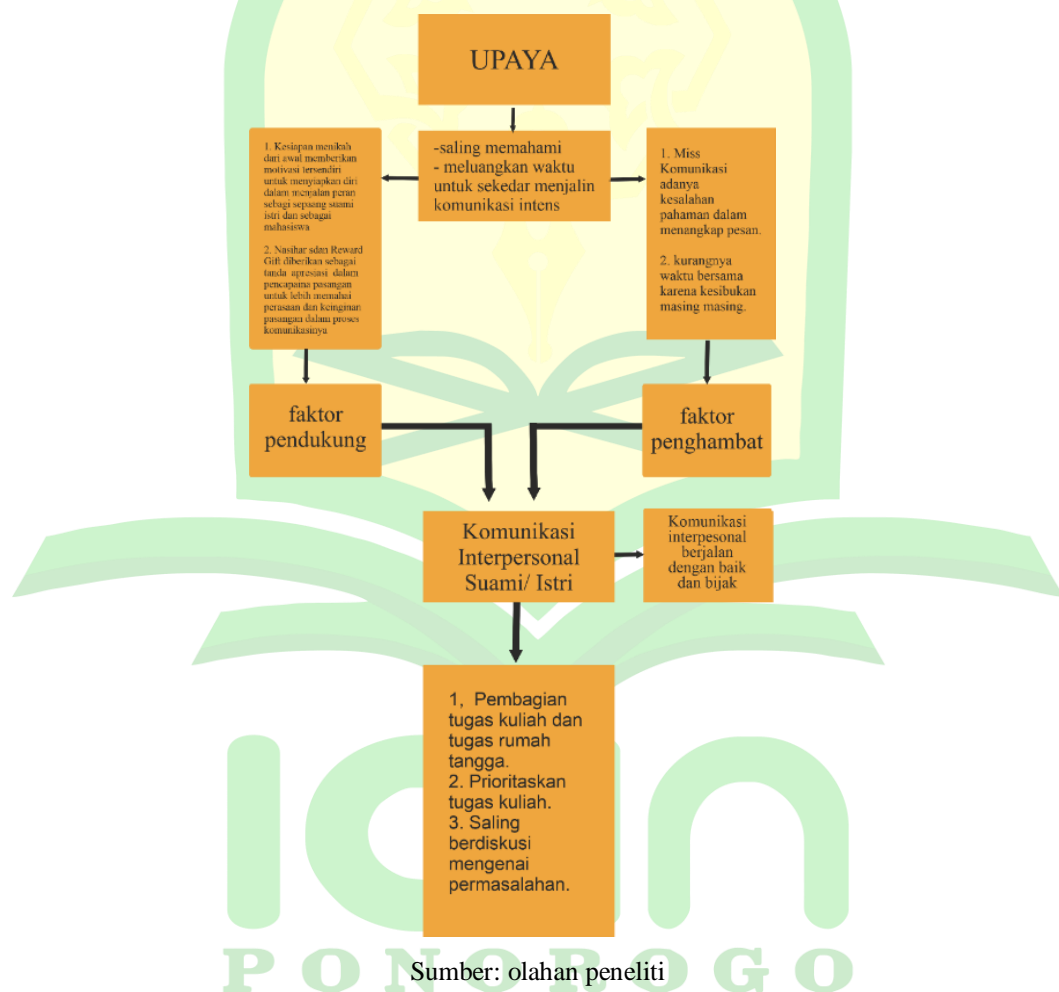 UPAYA
-saling memahami
- meluangkan waktu
untuk sekedar menjalin
komunikasi intens
1. Kesiapan menikah
dari awal memberikan
motivasi tersendiri
untuk menyiapkan diri
dalam menjalan peran
sebagi sepuang suami
istri dan sebagai
mahasiswa
2. Nasihar sdan Reward
Gift diberikan sebagai
tanda apresiasi dalam
pencapaina pasangan
untuk lebih memahai
perasaan dan keinginan
pasangan dalam proses
komunikasinya
1. Miss
Komunikasi
adanya
kesalahan
pahaman dalam
menangkap pesan.
2. kurangnya
waktu bersama
karena kesibukan
masing masing.
faktor
pendukung
faktor
penghambat
Komunikasi
Interpersonal
Suami/ Istri
Komunikasi
interpesonal
berjalan
dengan baik
dan bijak
1, Pembagian
tugas kuliah dan
tugas rumah
tangga.
2. Prioritaskan
tugas kuliah.
3. Saling
berdiskusi
mengenai
permasalahan.
iain
PONOROGO
Sumber: olahan peneliti